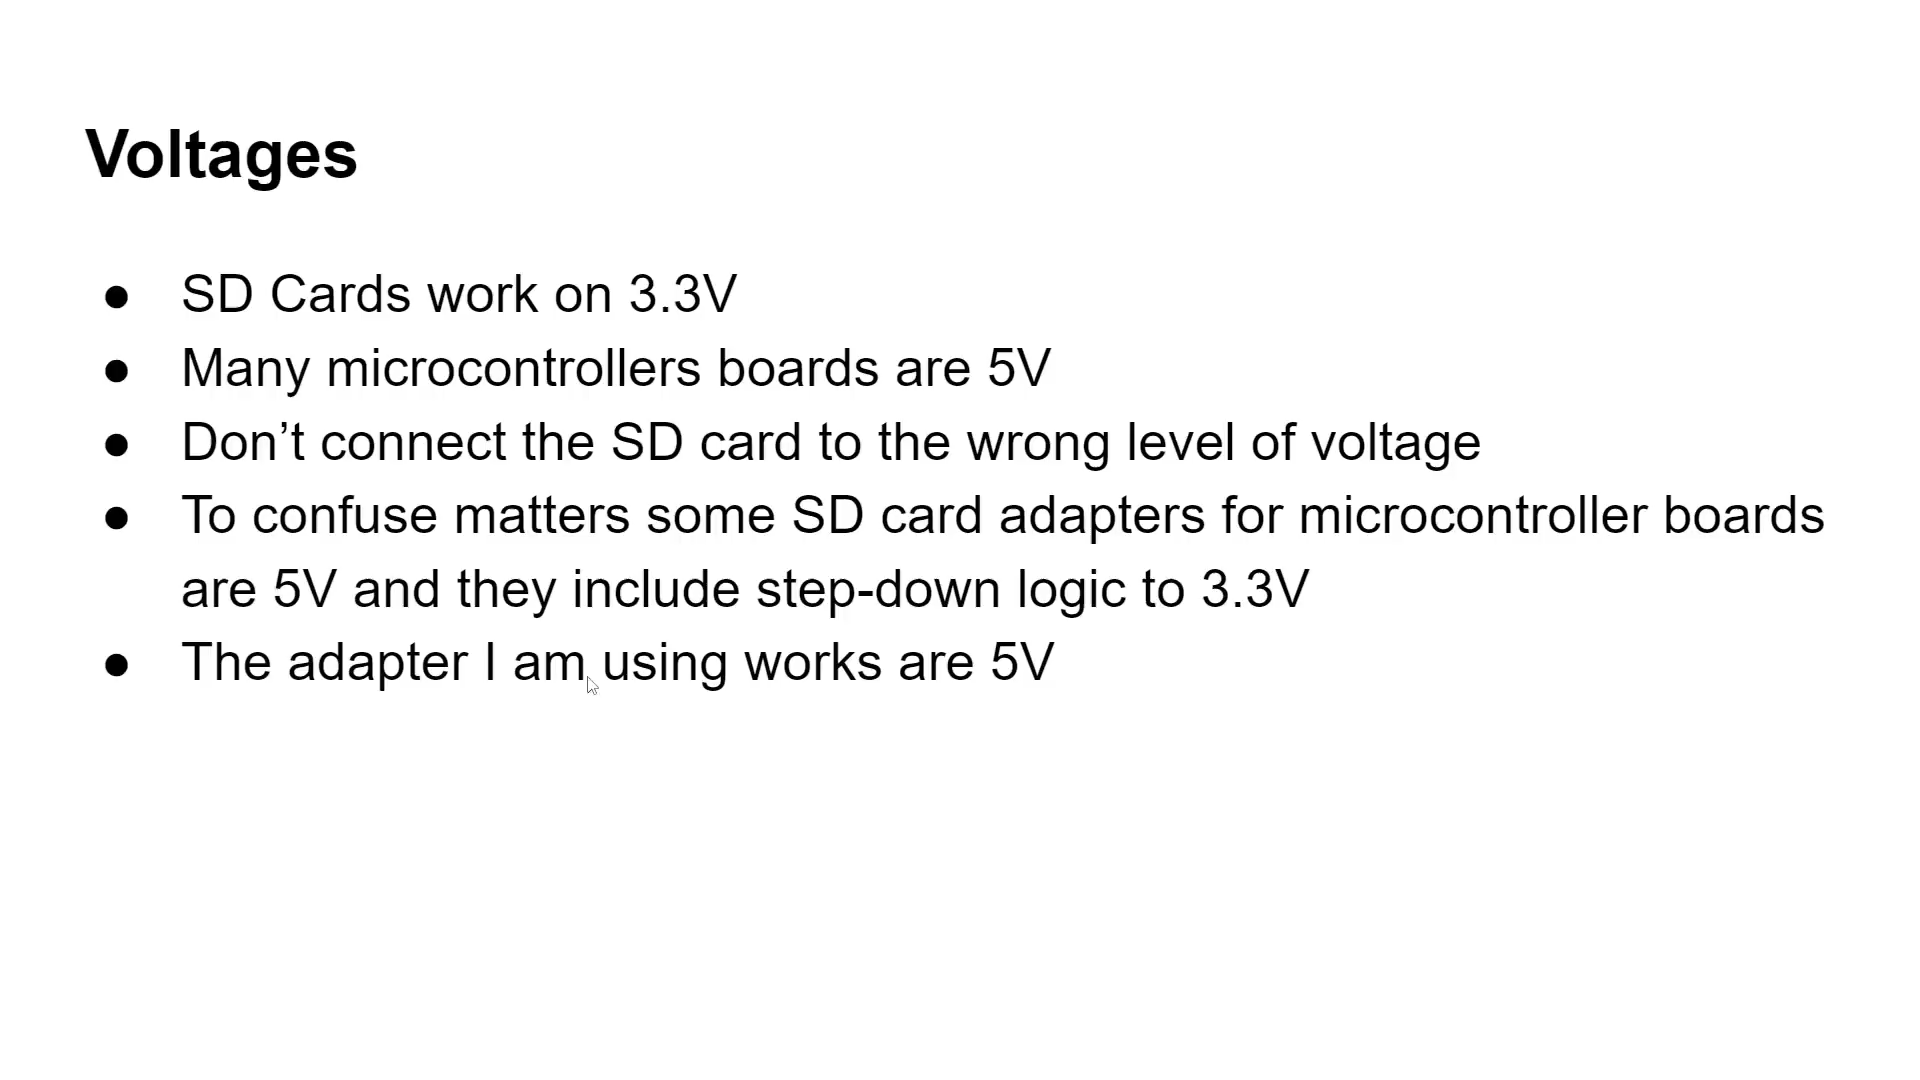 Voltages
● SD Cards work on 3.3V
● Many microcontrollers boards are 5V
● Don’t connect the SD card to the wrong level of voltage
● To confuse matters some SD card adapters for microcontroller boards
are 5V and they include step-down logic to 3.3V
● The adapter I am using works are 5V